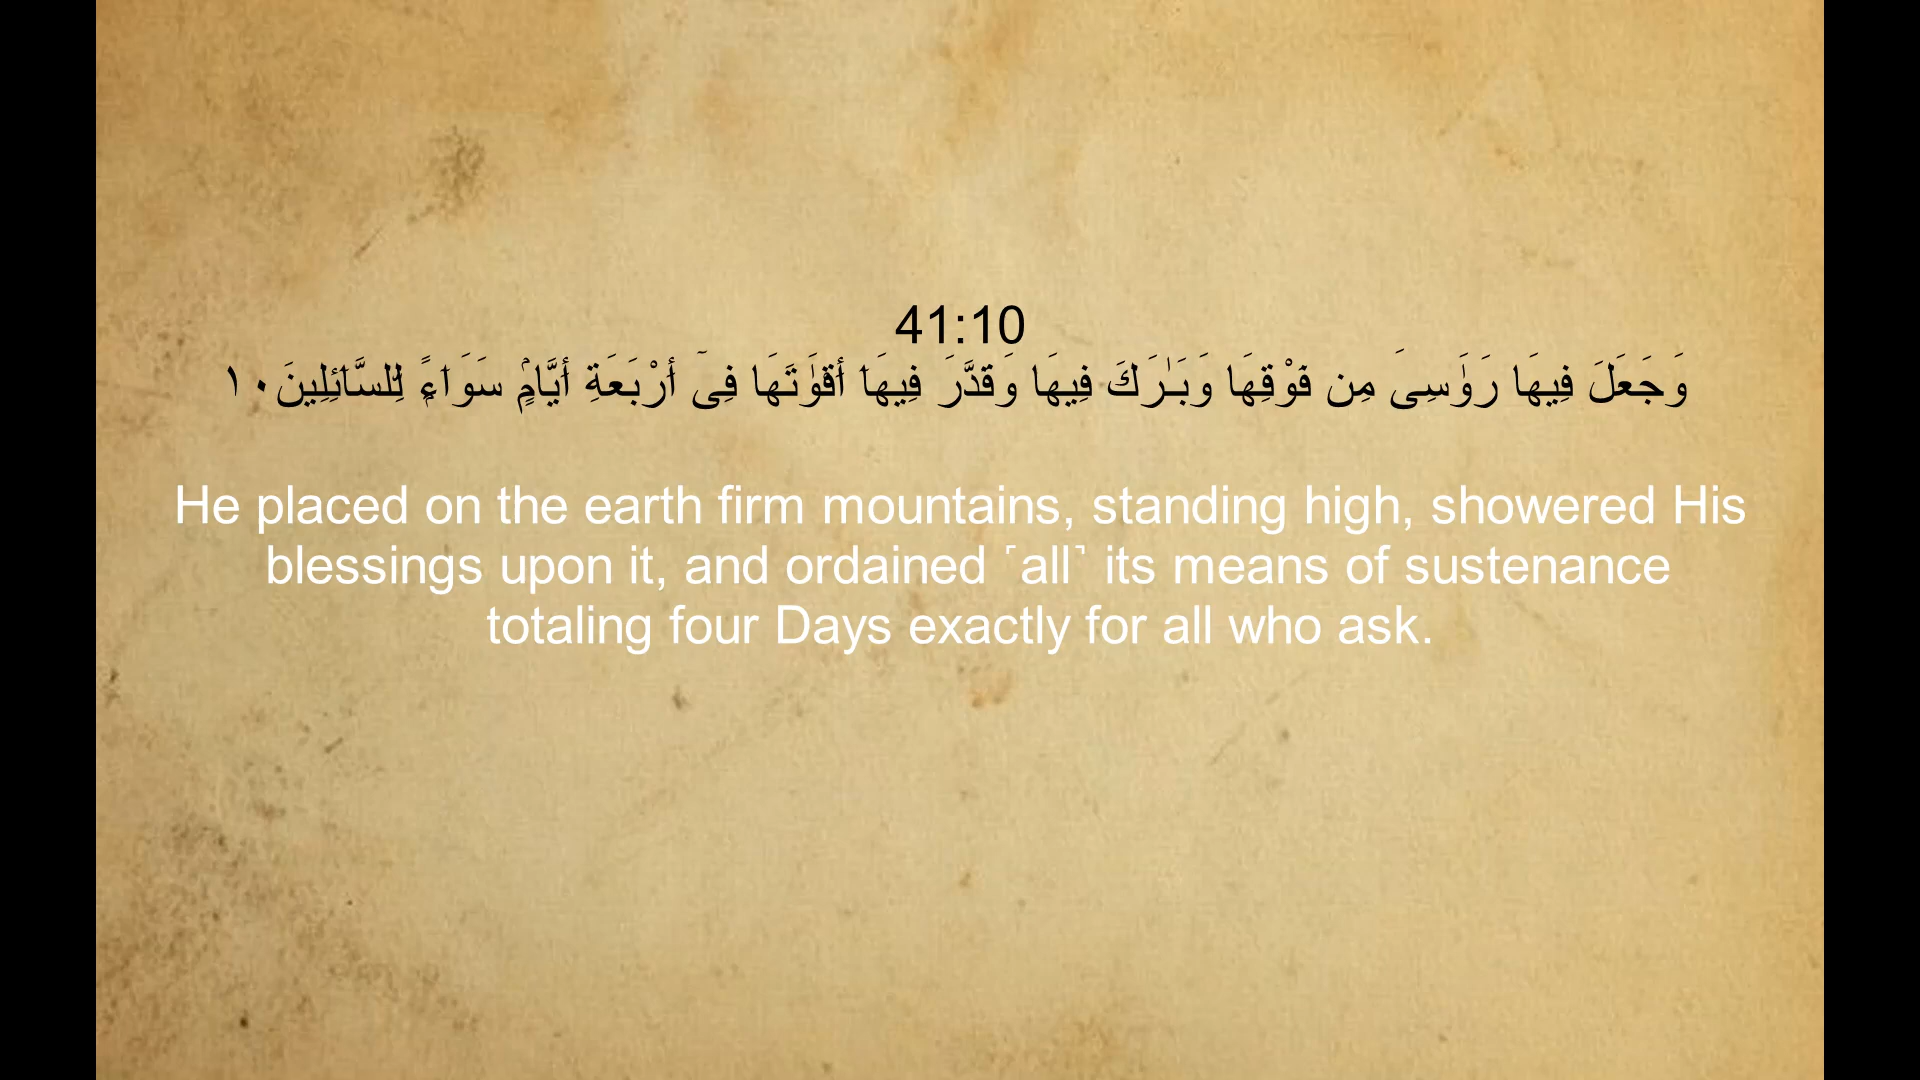 41:10
وَجَعَلَ فِيهَا رَوَٰسِىَ مِن فَوْقِهَا وَبَـٰرَكَ فِيهَا وَقَدَّرَ فِيهَآ أَقْوَٰتَهَا فِىٓ أَرْبَعَةِ أَيَّامٍۢ سَوَآءًۭ لِّلسَّآئِلِينَ ١٠
He placed on the earth firm mountains, standing high, showered His
blessings upon it, and ordained ˹all˺ its means of sustenance
totaling four Days exactly for all who ask.